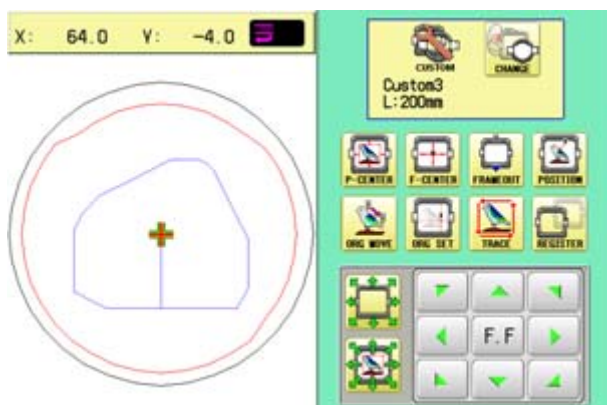 X: 64.0 Y: -4.0
CUSTOM
CHANGE
Custom3
L:200mm
P-CENTER F-CENTER FRAMEOUT POSITION
ORG MOVE ORG SET TRACE REGISTER
F.F